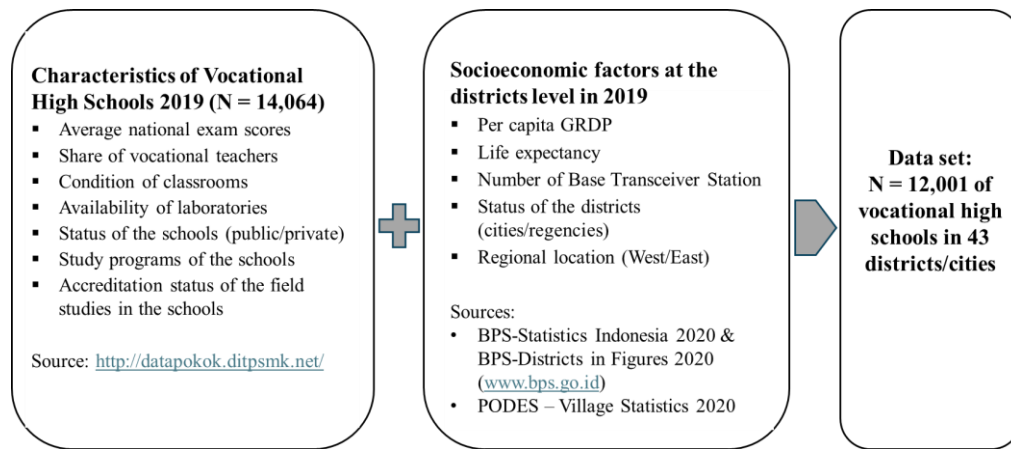 Characteristics of Vocational
High Schools 2019 (N = 14,064)
▪ Average national exam scores
▪ Share of vocational teachers
▪ Condition of classrooms
▪ Availability of laboratories
▪ Status of the schools (public/private)
▪ Study programs of the schools
▪ Accreditation status of the field
studies in the schools
Source: http://datapokok.ditpsmk.net/
Socioeconomic factors at the
districts level in 2019
▪ Per capita GRDP
▪ Life expectancy
▪ Number of Base Transceiver Station
▪ Status of the districts
(cities/regencies)
▪ Regional location (West/East)
Sources:
• BPS-Statistics Indonesia 2020 &
BPS-Districts in Figures 2020
(www.bps.go.id)
• PODES – Village Statistics 2020
Data set:
N = 12,001 of
vocational high
schools in 43
districts/cities